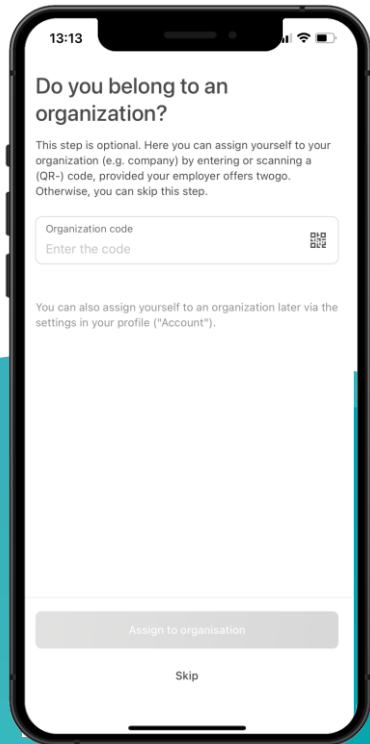 13:13
Do you belong to an
organization?
This step is optional. Here you can assign yourself to your
organization (e.g. company) by entering or scanning a
(QR-) code, provided your employer offers twogo.
Otherwise, you can skip this step.
Organization code
Enter the code
You can also assign yourself to an organization later via the
settings in your profile ("Account").
Assign to organisation
Skip